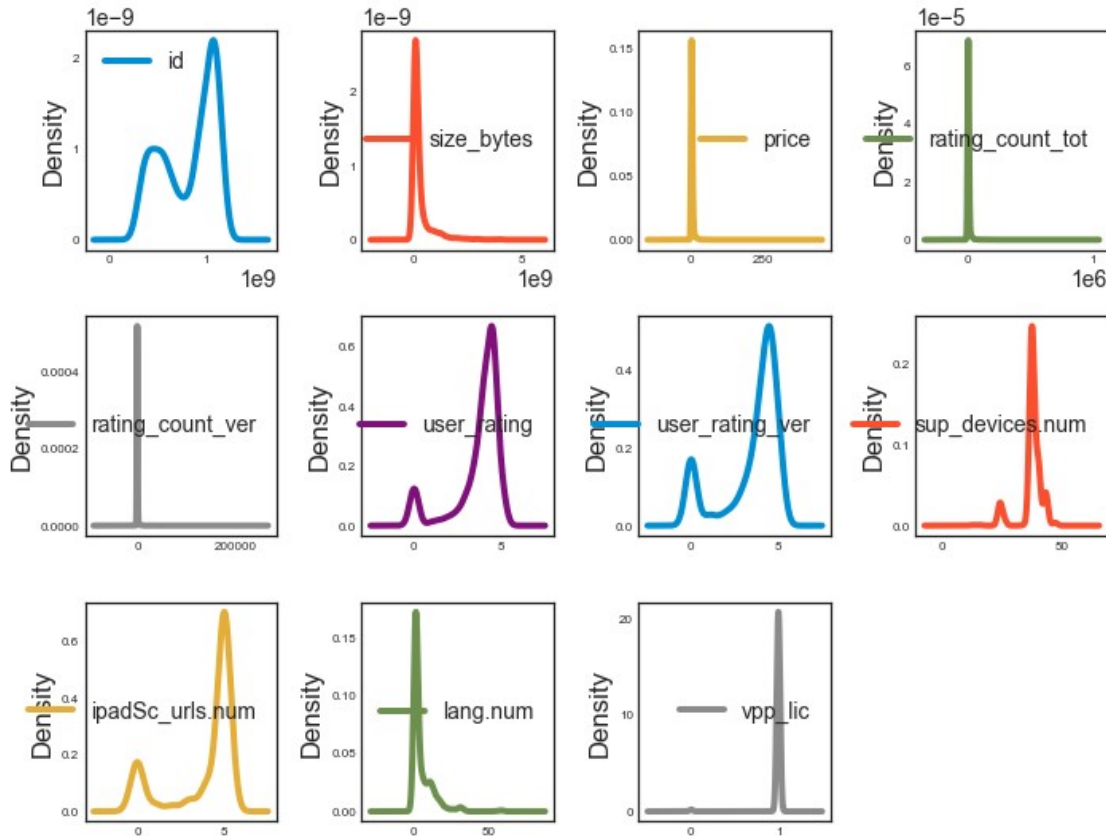 1e−9
2
1
0
Density
id
0
1
1e9
1e−9
2
1
0
Density
size_bytes
0
5
1e9
0.15
0.10
0.05
0.00
Density
price
0
250
1e−5
6
4
2
0
Density
rating_count_tot
0
1
1e6
0.0004
0.0002
0.0000
Density
rating_count_ver
0
200000
0.6
0.4
0.2
0.0
Density
user_rating
0
5
0.4
0.2
0.0
Density
user_rating_ver
0
5
0.2
0.1
0.0
Density
sup_devices.num
0
50
0.6
0.4
0.2
0.0
Density
ipadSc_urls.num
0
5
0.15
0.10
0.05
0.00
Density
lang.num
0
50
20
10
0
Density
vpp_lic
0
1